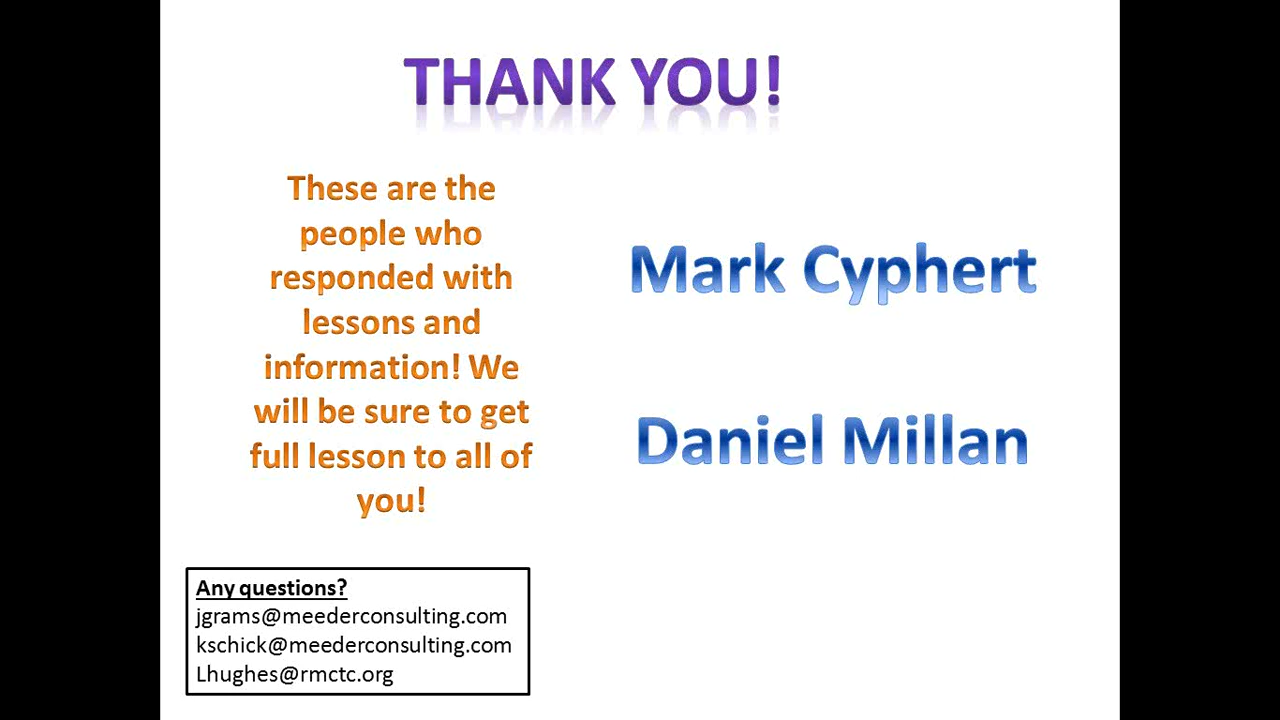 THANK YOU!
These are the
people who
responded with
lessons and
information! We
will be sure to get
full lesson to all of
you!
Mark Cyphert
Daniel Millan
Any questions?
jgrams@meederconsulting.com
kschick@meederconsulting.com
Lhughes@rmctc.org